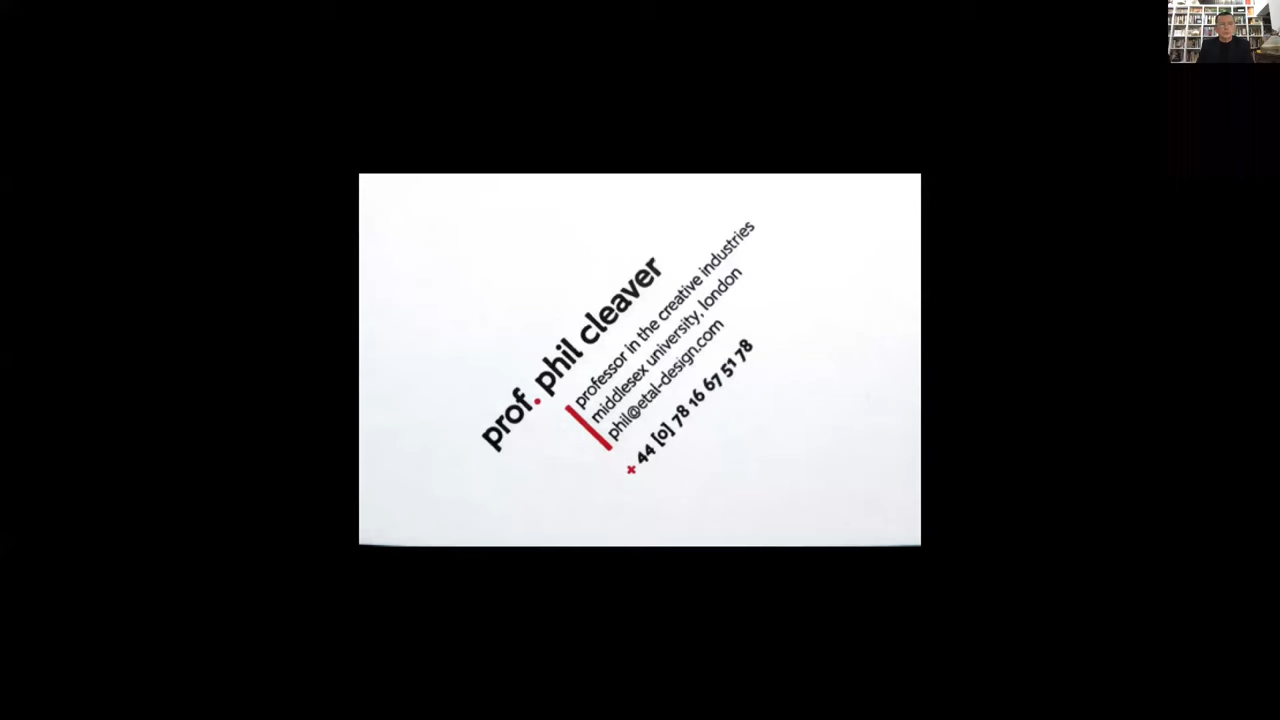 prof. phil cleaver
professor in the creative industries
middlesex university, london
phil@etal-design.com
+ 44 [0] 78 16 67 51 78